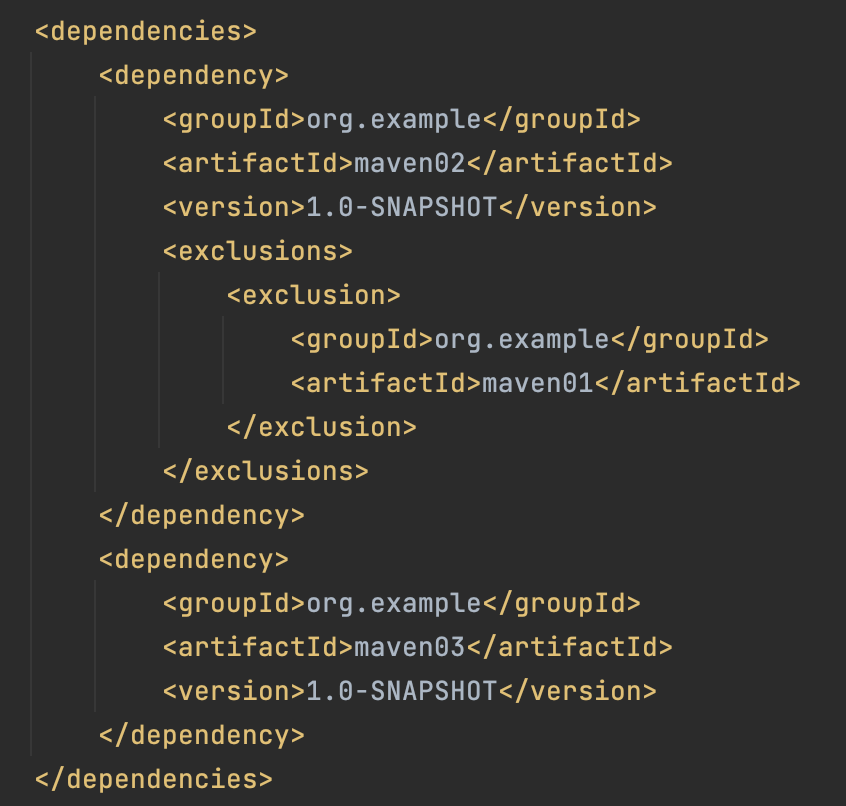 <dependencies>
<dependency>
<groupId>org.example</groupId>
<artifactId>maven02</artifactId>
<version>1.0-SNAPSHOT</version>
<exclusions>
<exclusion>
<groupId>org.example</groupId>
<artifactId>maven01</artifactId>
</exclusion>
</exclusions>
</dependency>
<dependency>
<groupId>org.example</groupId>
<artifactId>maven03</artifactId>
<version>1.0-SNAPSHOT</version>
</dependency>
</dependencies>